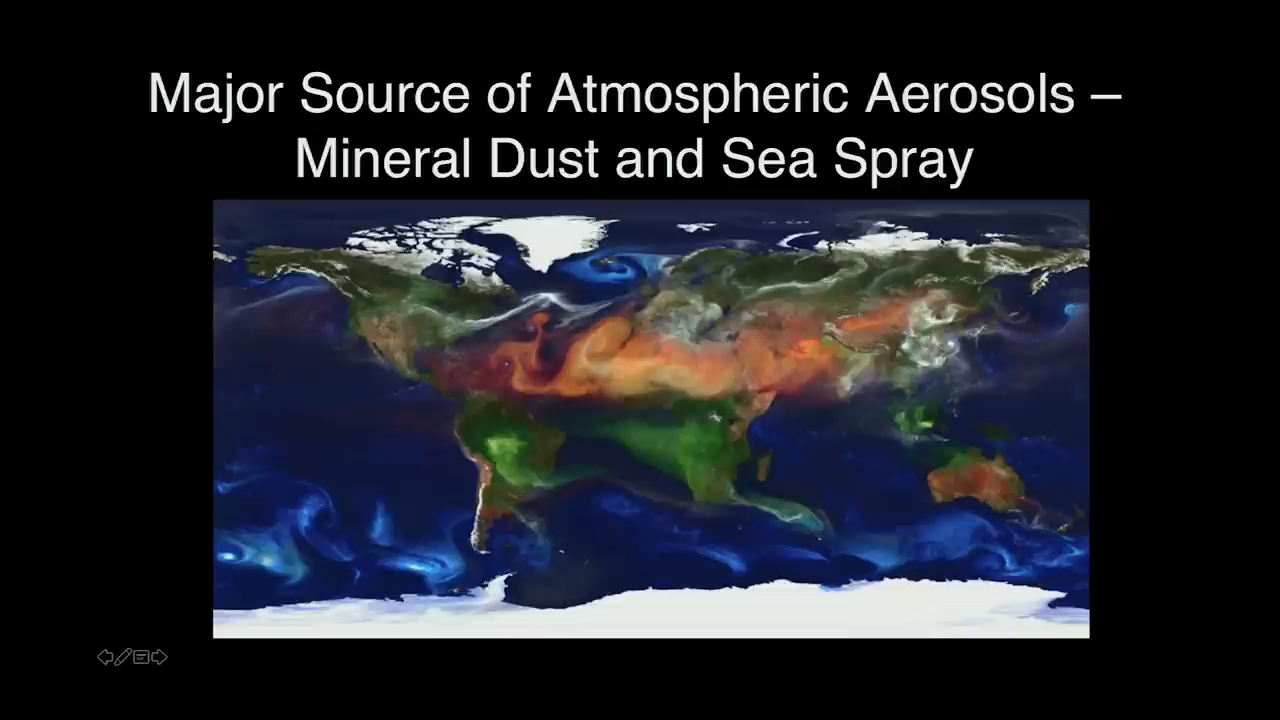 Major Source of Atmospheric Aerosols –
Mineral Dust and Sea Spray